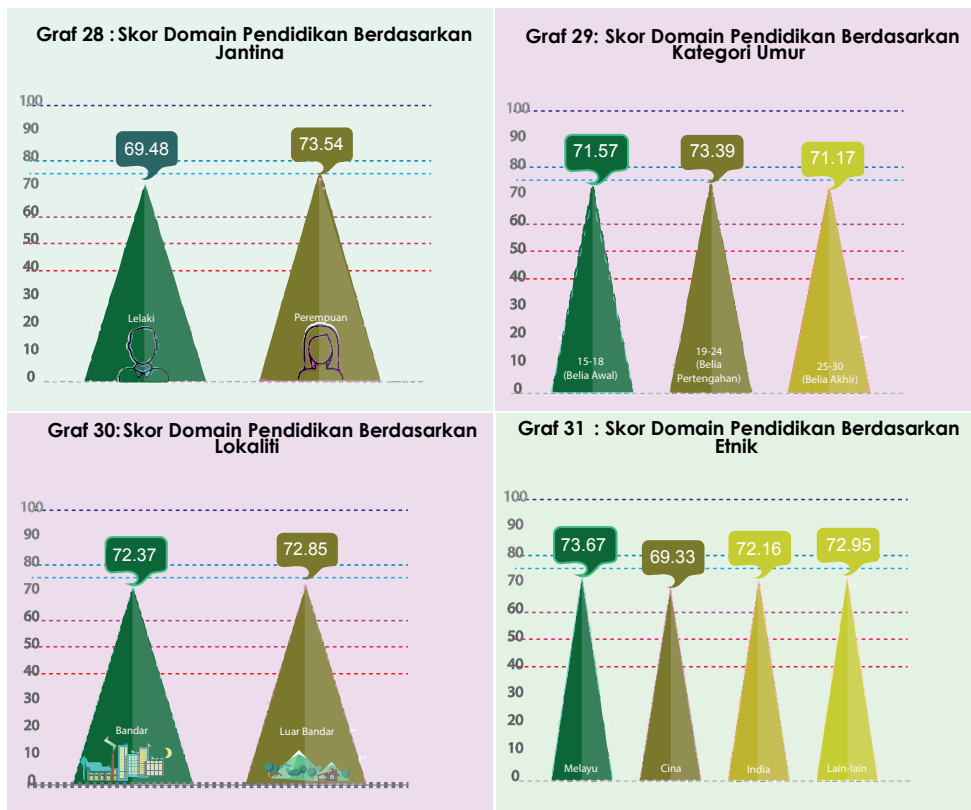 Graf 28 : Skor Domain Pendidikan Berdasarkan
Jantina
100
90
80
70
60
50
40
30
20
10
0
69.48
73.54
Lelaki
Perempuan
Graf 29: Skor Domain Pendidikan Berdasarkan
Kategori Umur
100
90
80
70
60
50
40
30
20
10
0
71.57
73.39
71.17
15-18
(Belia Awal)
19-24
(Belia
Pertengahan)
25-30
(Belia Akhir)
Graf 30: Skor Domain Pendidikan Berdasarkan
Lokaliti
100
90
80
70
60
50
40
30
20
10
0
72.37
72.85
Bandar
Luar Bandar
Graf 31 : Skor Domain Pendidikan Berdasarkan
Etnik
100
90
80
70
60
50
40
30
20
10
0
73.67
69.33
72.16
72.95
Melayu
Cina
India
Lain-lain